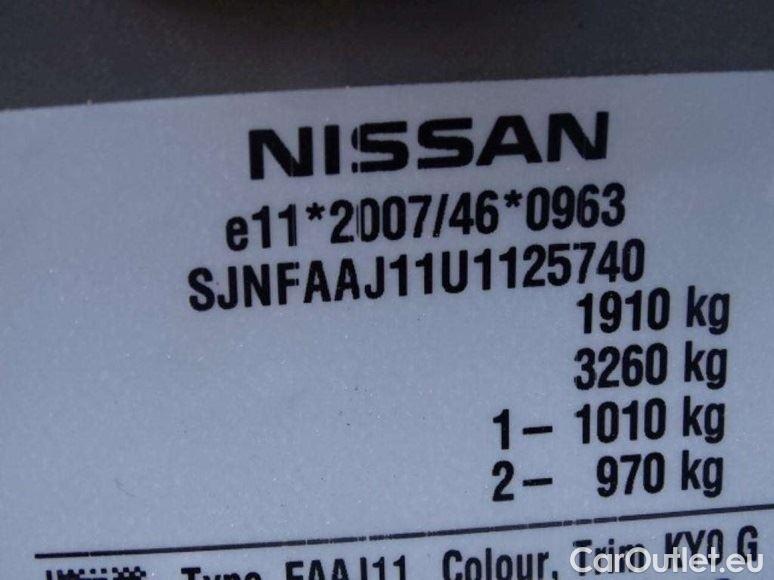 NISSAN
e11*2007/46*0963
SJNFAAJ11U1125740
1910 kg
3260 kg
1– 1010 kg
2– 970 kg
Type FAAJ11 Colour, Trim KY0 G
CarOutlet.eu